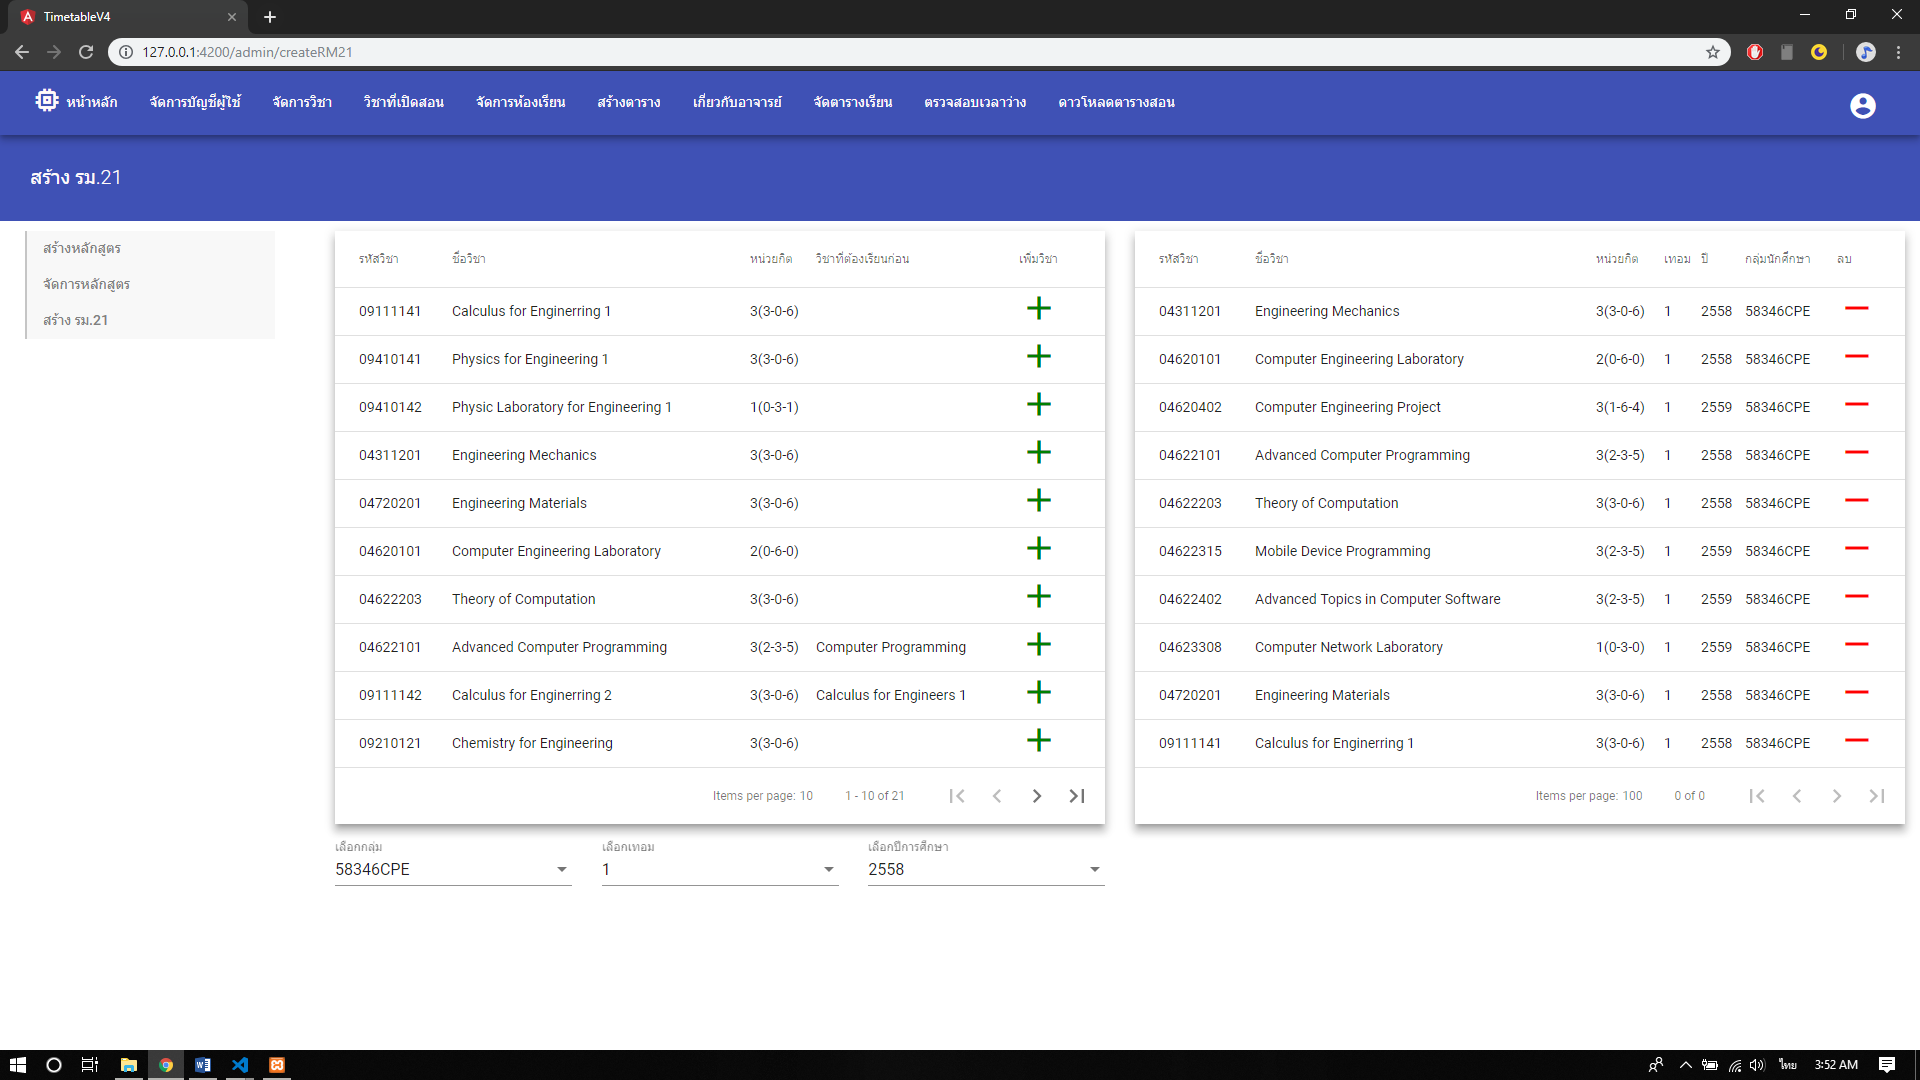 TimetableV4
127.0.0.1:4200/admin/createRM21
หน้าหลัก จัดการบัญชีผู้ใช้ จัดการวิชา วิชาที่เปิดสอน จัดการห้องเรียน สร้างตาราง เกี่ยวกับอาจารย์ จัดตารางเรียน ตรวจสอบเวลาว่าง ดาวโหลดตารางสอน
สร้าง รม.21
สร้างหลักสูตร
จัดการหลักสูตร
สร้าง รม.21
รหัสวิชา ชื่อวิชา หน่วยกิต วิชาที่ต้องเรียนก่อน เพิ่มวิชา
09111141 Calculus for Enginerring 1 3(3-0-6)
09410141 Physics for Engineering 1 3(3-0-6)
09410142 Physic Laboratory for Engineering 1 1(0-3-1)
04311201 Engineering Mechanics 3(3-0-6)
04720201 Engineering Materials 3(3-0-6)
04620101 Computer Engineering Laboratory 2(0-6-0)
04622203 Theory of Computation 3(3-0-6)
04622101 Advanced Computer Programming 3(2-3-5) Computer Programming
09111142 Calculus for Enginerring 2 3(3-0-6) Calculus for Engineers 1
09210121 Chemistry for Engineering 3(3-0-6)
Items per page: 10 1 - 10 of 21
เลือกกลุ่ม เลือกเทอม เลือกปีการศึกษา
58346CPE 1 2558
รหัสวิชา ชื่อวิชา หน่วยกิต เทอม ปี กลุ่มนักศึกษา ลบ
04311201 Engineering Mechanics 3(3-0-6) 1 2558 58346CPE
04620101 Computer Engineering Laboratory 2(0-6-0) 1 2558 58346CPE
04620402 Computer Engineering Project 3(1-6-4) 1 2559 58346CPE
04622101 Advanced Computer Programming 3(2-3-5) 1 2558 58346CPE
04622203 Theory of Computation 3(3-0-6) 1 2558 58346CPE
04622315 Mobile Device Programming 3(2-3-5) 1 2559 58346CPE
04622402 Advanced Topics in Computer Software 3(2-3-5) 1 2559 58346CPE
04623308 Computer Network Laboratory 1(0-3-0) 1 2559 58346CPE
04720201 Engineering Materials 3(3-0-6) 1 2558 58346CPE
09111141 Calculus for Enginerring 1 3(3-0-6) 1 2558 58346CPE
Items per page: 100 0 of 0
ไทย 3:52 AM